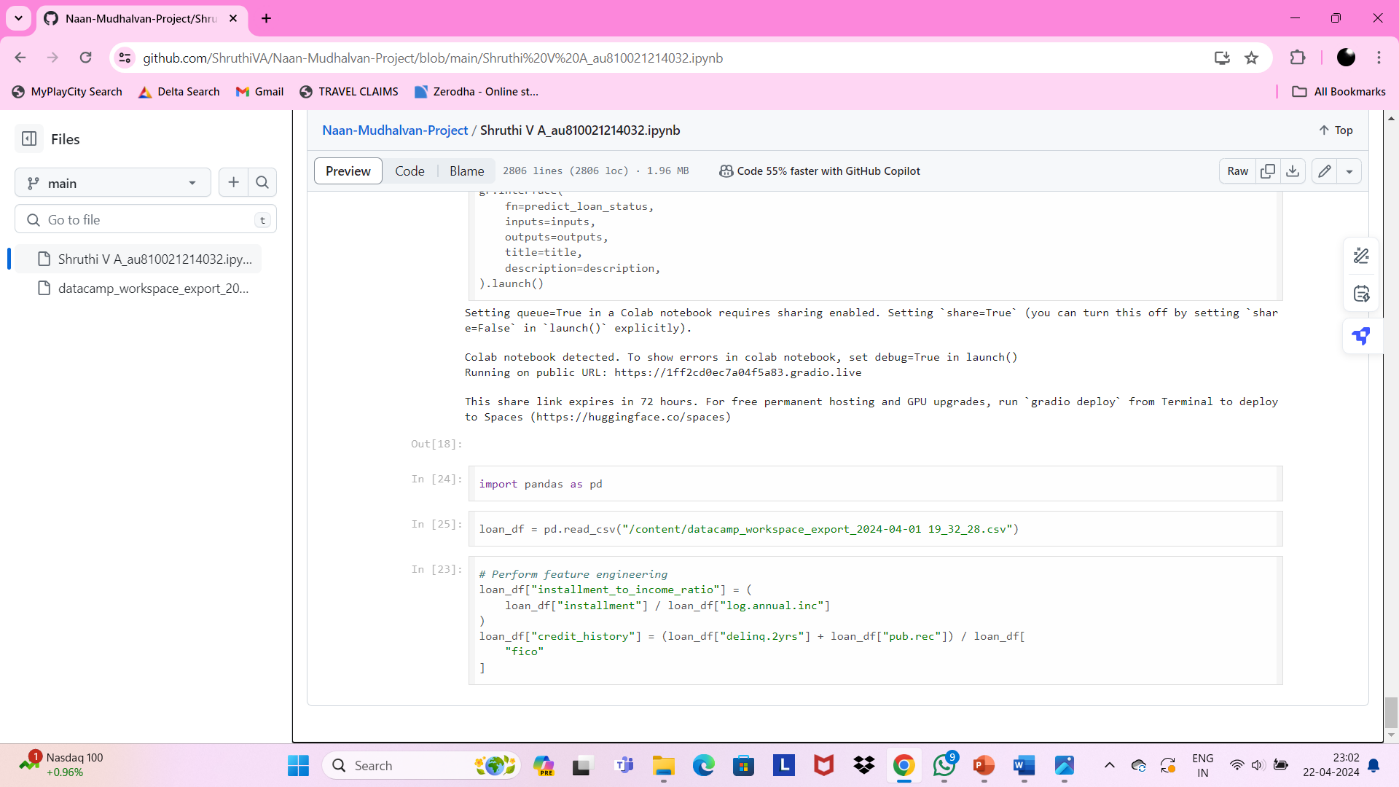 Naan-Mudhalvan-Project/Shru
github.com/ShruthiVA/Naan-Mudhalvan-Project/blob/main/Shruthi%20V%20A_au810021214032.ipynb
MyPlayCity Search Delta Search Gmail TRAVEL CLAIMS Zerodha - Online st... All Bookmarks
Files
main
Go to file t
Shruthi V A_au810021214032.ipy...
datacamp_workspace_export_20...
Naan-Mudhalvan-Project / Shruthi V A_au810021214032.ipynb Top
Preview Code Blame 2806 lines (2806 loc) · 1.96 MB Code 55% faster with GitHub Copilot Raw
gr.Interface(
fn=predict_loan_status,
inputs=inputs,
outputs=outputs,
title=title,
description=description,
).launch()
Setting queue=True in a Colab notebook requires sharing enabled. Setting `share=True` (you can turn this off by setting `shar
e=False` in `launch()` explicitly).
Colab notebook detected. To show errors in colab notebook, set debug=True in launch()
Running on public URL: https://1ff2cd0ec7a04f5a83.gradio.live
This share link expires in 72 hours. For free permanent hosting and GPU upgrades, run `gradio deploy` from Terminal to deploy
to Spaces (https://huggingface.co/spaces)
Out[18]:
In [24]: import pandas as pd
In [25]: loan_df = pd.read_csv("/content/datacamp_workspace_export_2024-04-01 19_32_28.csv")
In [23]: # Perform feature engineering
loan_df["installment_to_income_ratio"] = (
loan_df["installment"] / loan_df["log.annual.inc"]
)
loan_df["credit_history"] = (loan_df["delinq.2yrs"] + loan_df["pub.rec"]) / loan_df[
"fico"
]
1 Nasdaq 100
+0.96%
Search
PRE
L
9
P
W
ENG
IN
23:02
22-04-2024